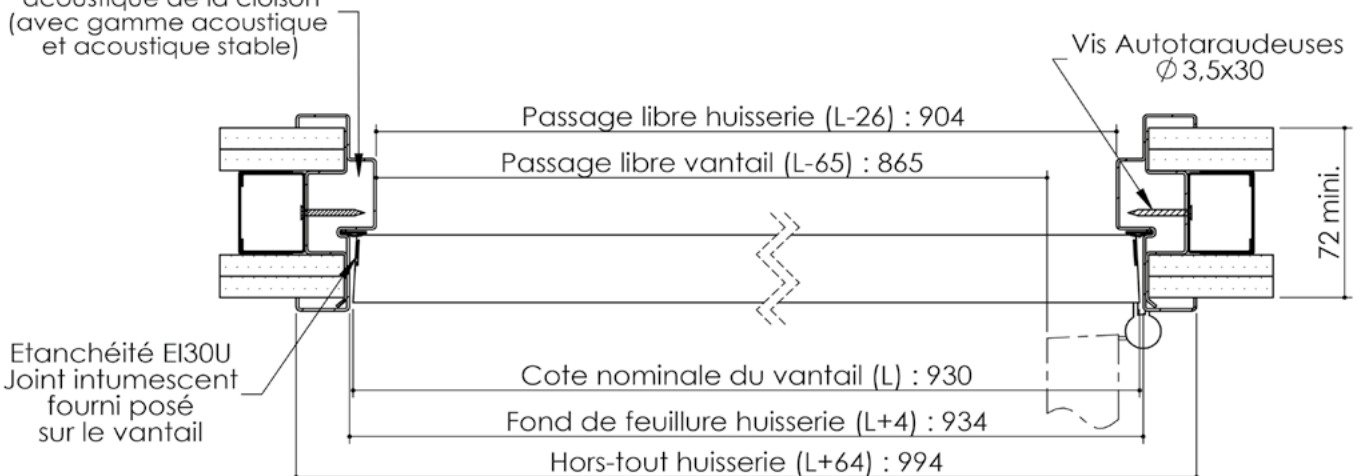 acoustique de la cloison
(avec gamme acoustique
et acoustique stable)
Vis Autotaraudeuses
Ø 3,5x30
Passage libre huisserie (L-26) : 904
Passage libre vantail (L-65) : 865
72 mini.
Etanchéité EI30U
Joint intumescent
fourni posé
sur le vantail
Cote nominale du vantail (L) : 930
Fond de feuillure huisserie (L+4) : 934
Hors-tout huisserie (L+64) : 994